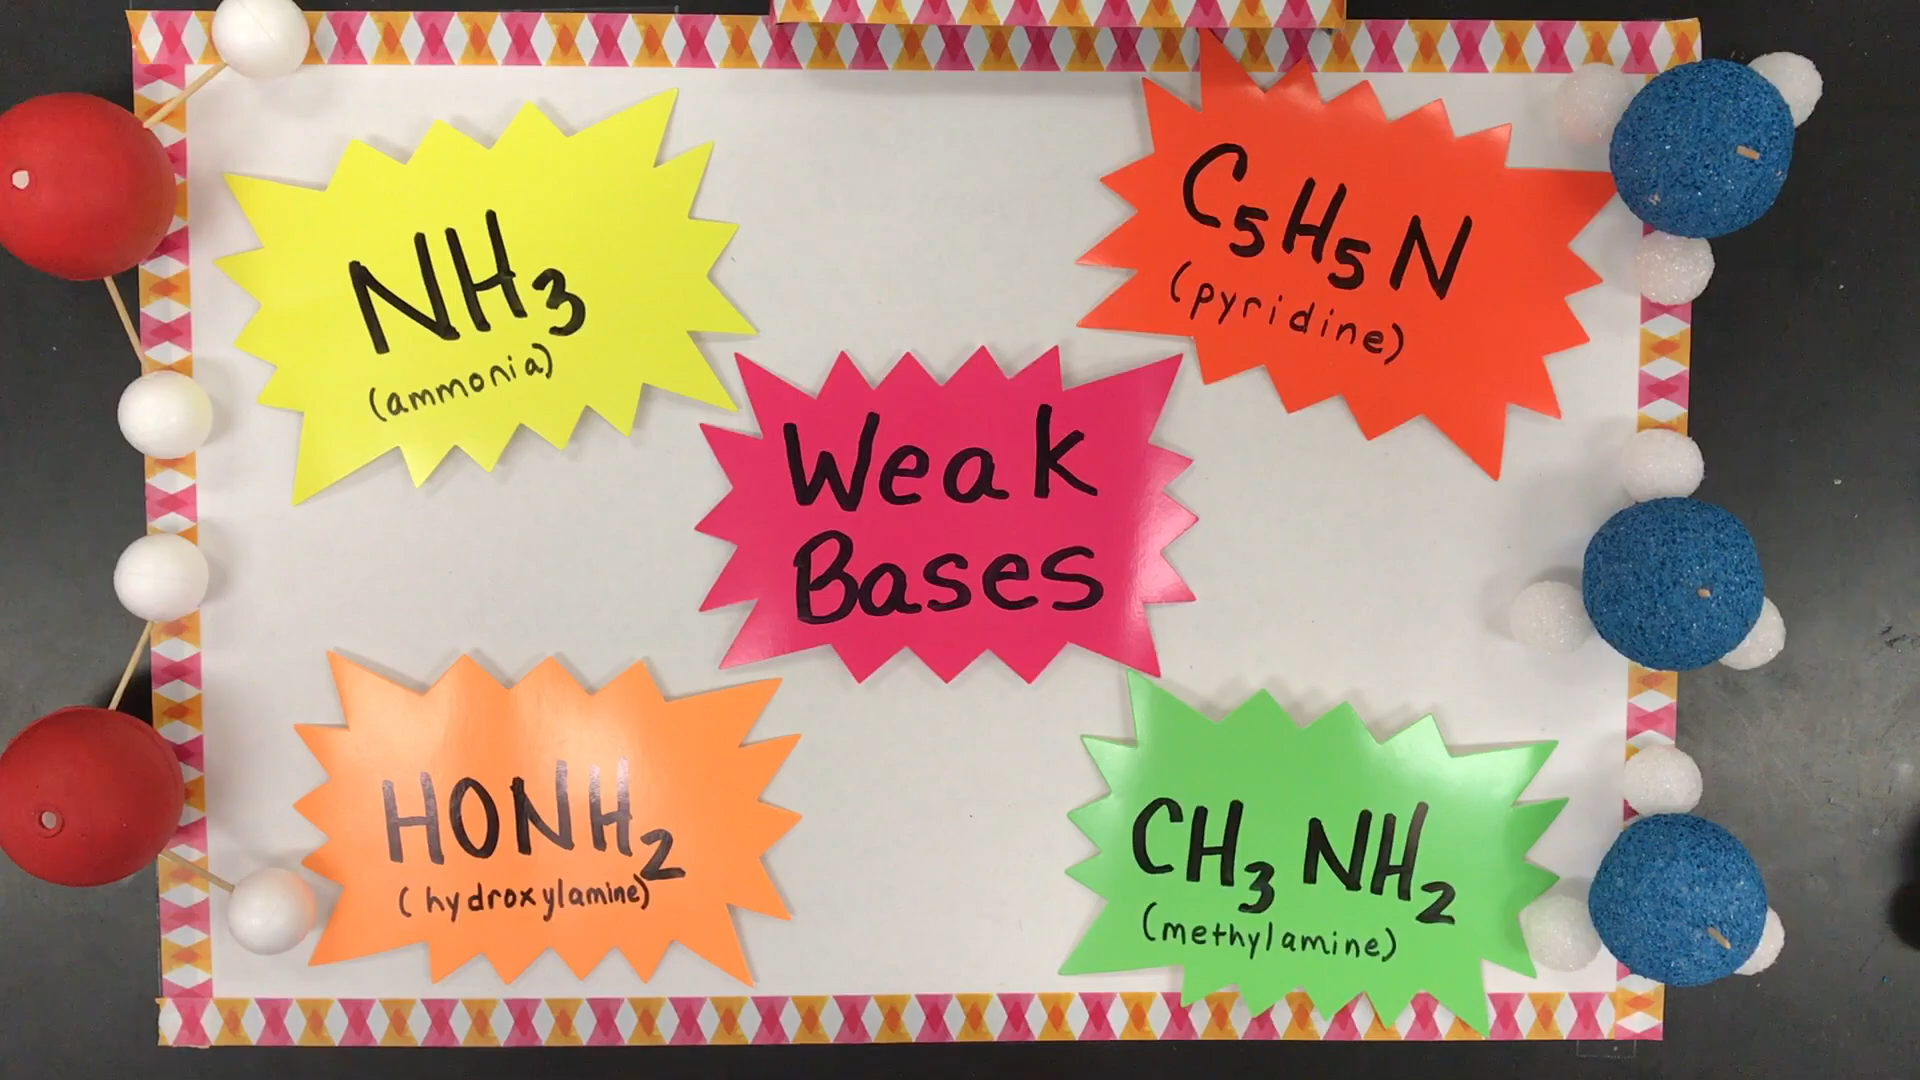 NH₃
(ammonia)
C₅H₅N
(pyridine)
Weak
Bases
HONH₂
(hydroxylamine)
CH₃NH₂
(methylamine)